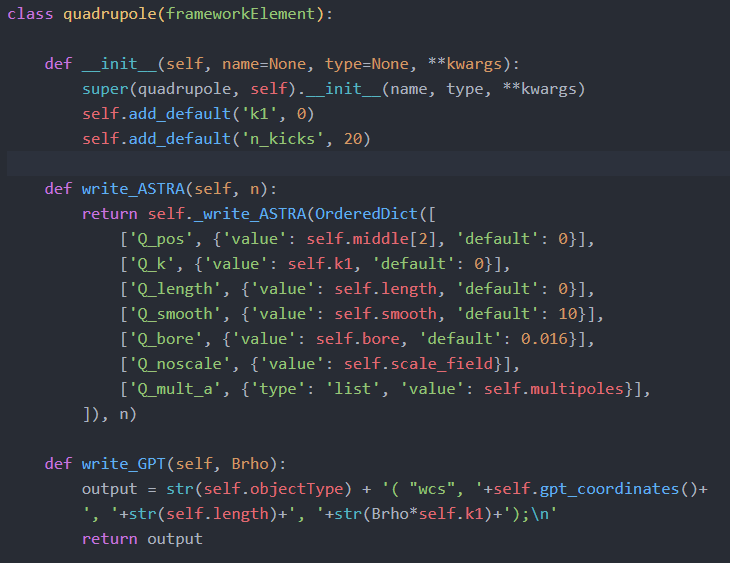 class quadrupole(frameworkElement):
def __init__(self, name=None, type=None, **kwargs):
super(quadrupole, self).__init__(name, type, **kwargs)
self.add_default('k1', 0)
self.add_default('n_kicks', 20)
def write_ASTRA(self, n):
return self._write_ASTRA(OrderedDict([
['Q_pos', {'value': self.middle[2], 'default': 0}],
['Q_k', {'value': self.k1, 'default': 0}],
['Q_length', {'value': self.length, 'default': 0}],
['Q_smooth', {'value': self.smooth, 'default': 10}],
['Q_bore', {'value': self.bore, 'default': 0.016}],
['Q_noscale', {'value': self.scale_field}],
['Q_mult_a', {'type': 'list', 'value': self.multipoles}],
]), n)
def write_GPT(self, Brho):
output = str(self.objectType) + '( "wcs", '+self.gpt_coordinates()+
', '+str(self.length)+', '+str(Brho*self.k1)+');\n'
return output